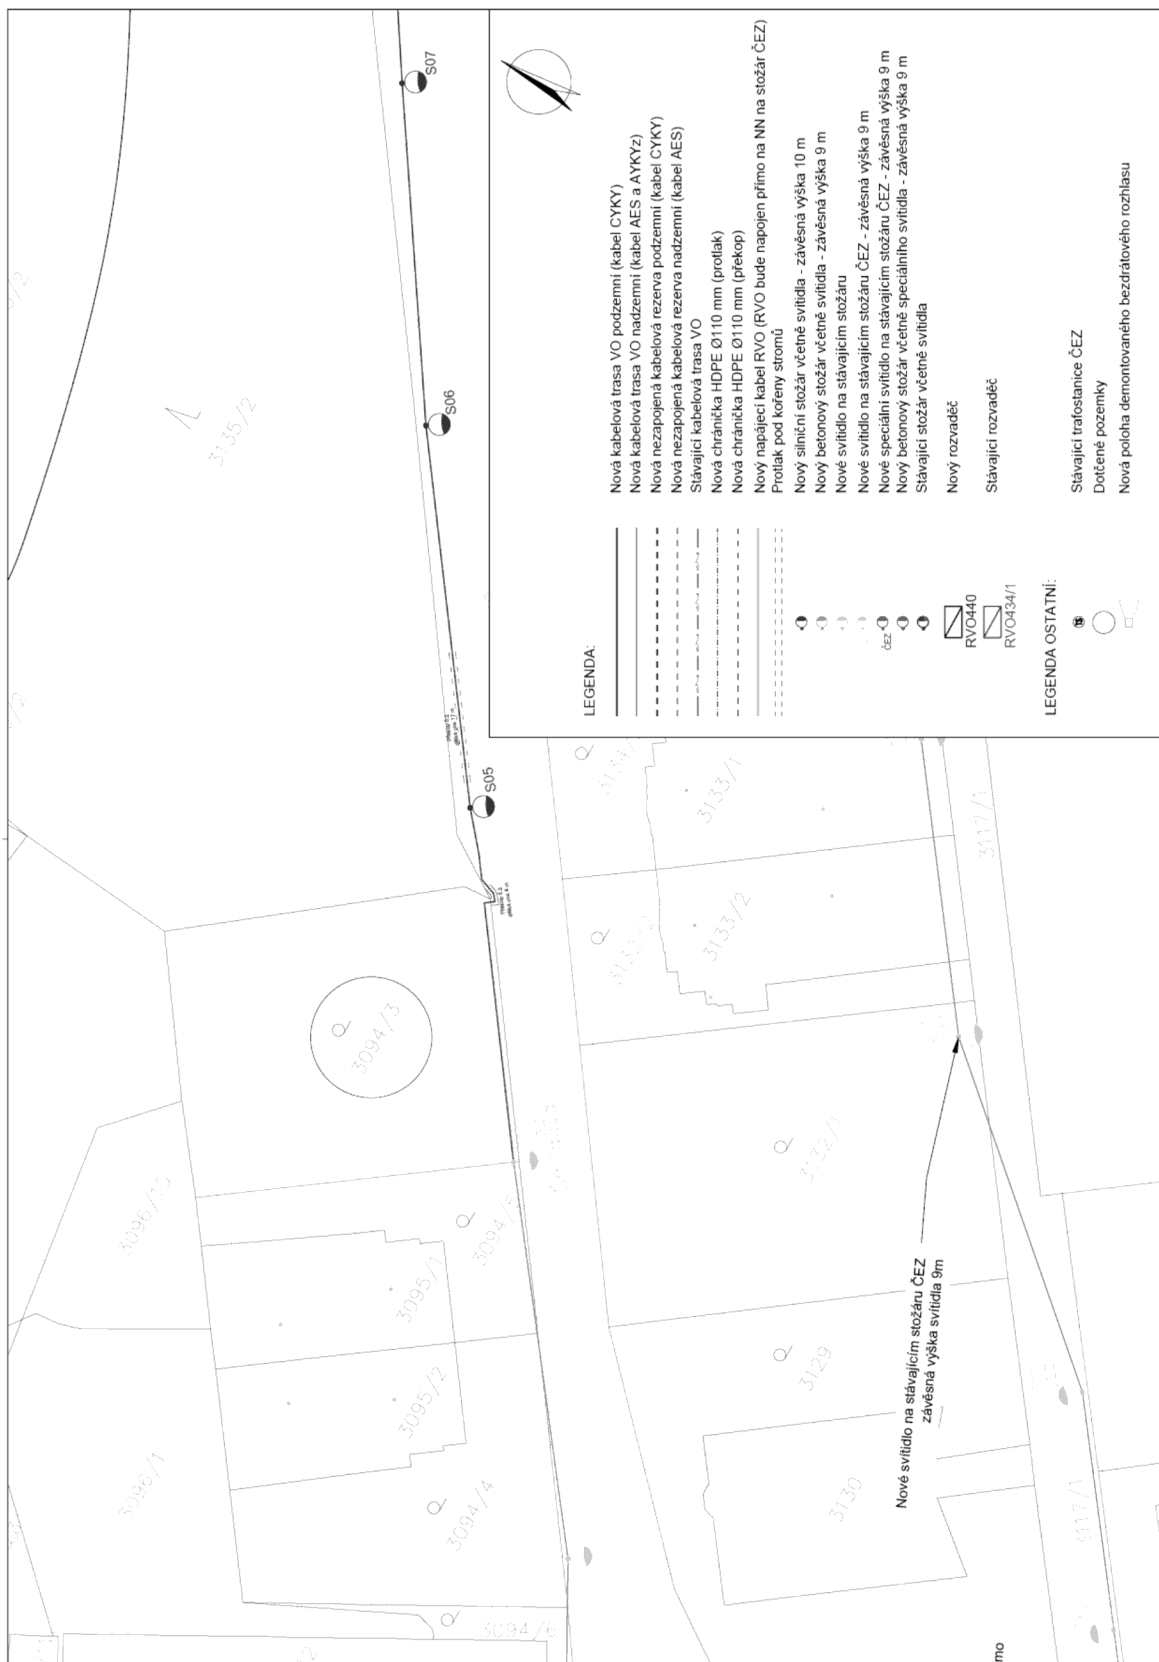 S07
S06
S05
3135/2
3094/3
3096/10
3094/5
3095/1
3095/2
3094/4
3095/1
3094/6
3133/1
3133/2
3132/1
3129
3130
3117/1
3117/1
Nové svítidlo na stávajícím stožáru ČEZ
závěsná výška svítidla 9m
LEGENDA:
Nová kabelová trasa VO podzemní (kabel CYKY)
Nová kabelová trasa VO nadzemní (kabel AES a AYKYz)
Nová nezapojená kabelová rezerva podzemní (kabel CYKY)
Nová nezapojená kabelová rezerva nadzemní (kabel AES)
Stávající kabelová trasa VO
Nová chránička HDPE Ø110 mm (protlak)
Nová chránička HDPE Ø110 mm (překop)
Nový napájecí kabel RVO (RVO bude napojen přímo na NN na stožár ČEZ)
Protlak pod kořeny stromů
Nový silniční stožár včetně svítidla - závěsná výška 10 m
Nový betonový stožár včetně svítidla - závěsná výška 9 m
Nové svítidlo na stávajícím stožáru
Nové svítidlo na stávajícím stožáru ČEZ - závěsná výška 9 m
ČEZ Nové speciální svítidlo na stávajícím stožáru ČEZ - závěsná výška 9 m
Nový betonový stožár včetně speciálního svítidla - závěsná výška 9 m
Stávající stožár včetně svítidla
Nový rozvaděč
RVO440
Stávající rozvaděč
RVO434/1
LEGENDA OSTATNÍ:
TS Stávající trafostanice ČEZ
Dotčené pozemky
Nová poloha demontovaného bezdrátového rozhlasu